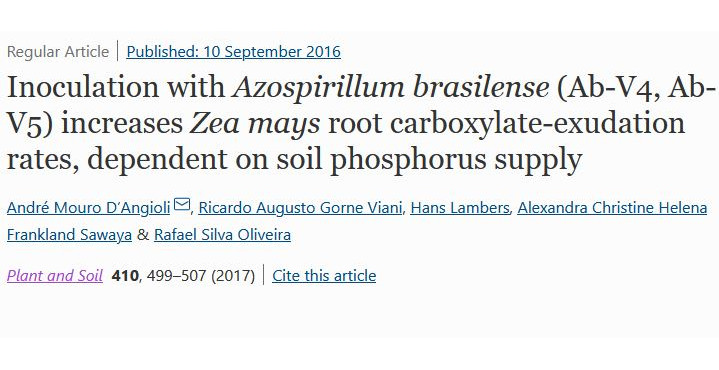 Regular Article | Published: 10 September 2016
Inoculation with Azospirillum brasilense (Ab-V4, Ab-
V5) increases Zea mays root carboxylate-exudation
rates, dependent on soil phosphorus supply
André Mouro D’Angioli, Ricardo Augusto Gorne Viani, Hans Lambers, Alexandra Christine Helena
Frankland Sawaya & Rafael Silva Oliveira
Plant and Soil 410, 499–507 (2017) | Cite this article